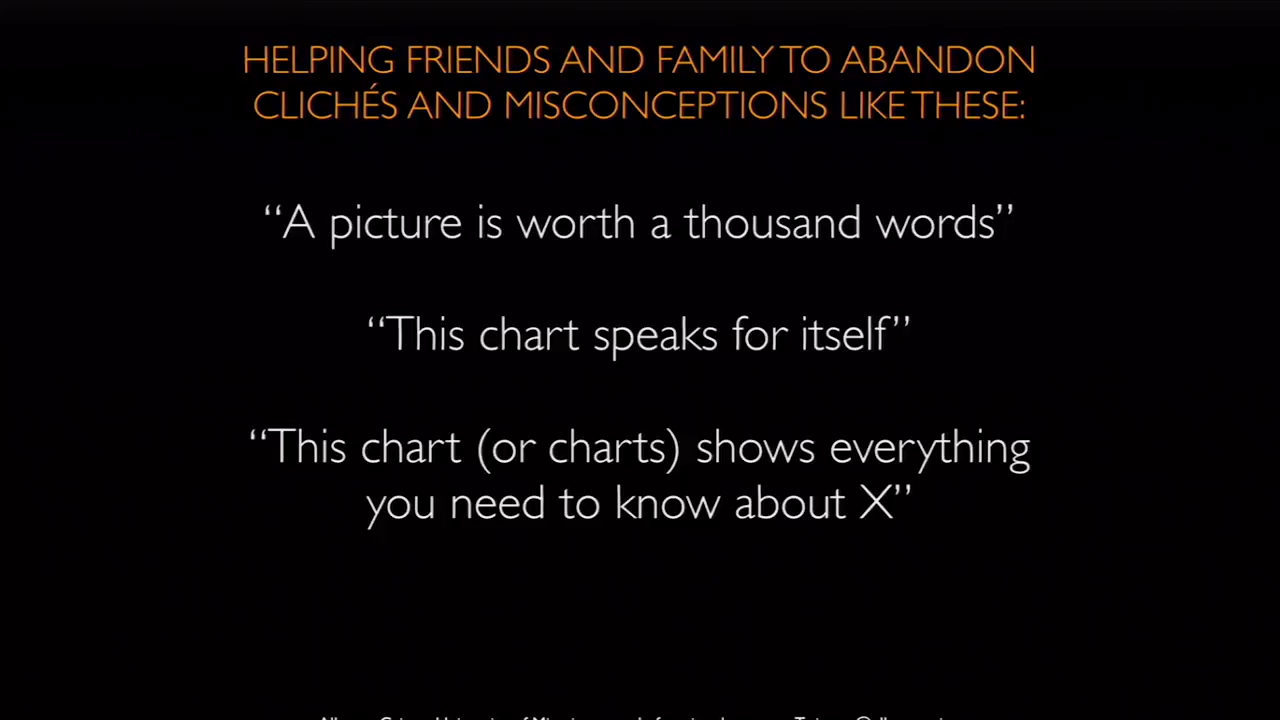 HELPING FRIENDS AND FAMILY TO ABANDON
CLICHÉS AND MISCONCEPTIONS LIKE THESE:
“A picture is worth a thousand words”
“This chart speaks for itself”
“This chart (or charts) shows everything
you need to know about X”